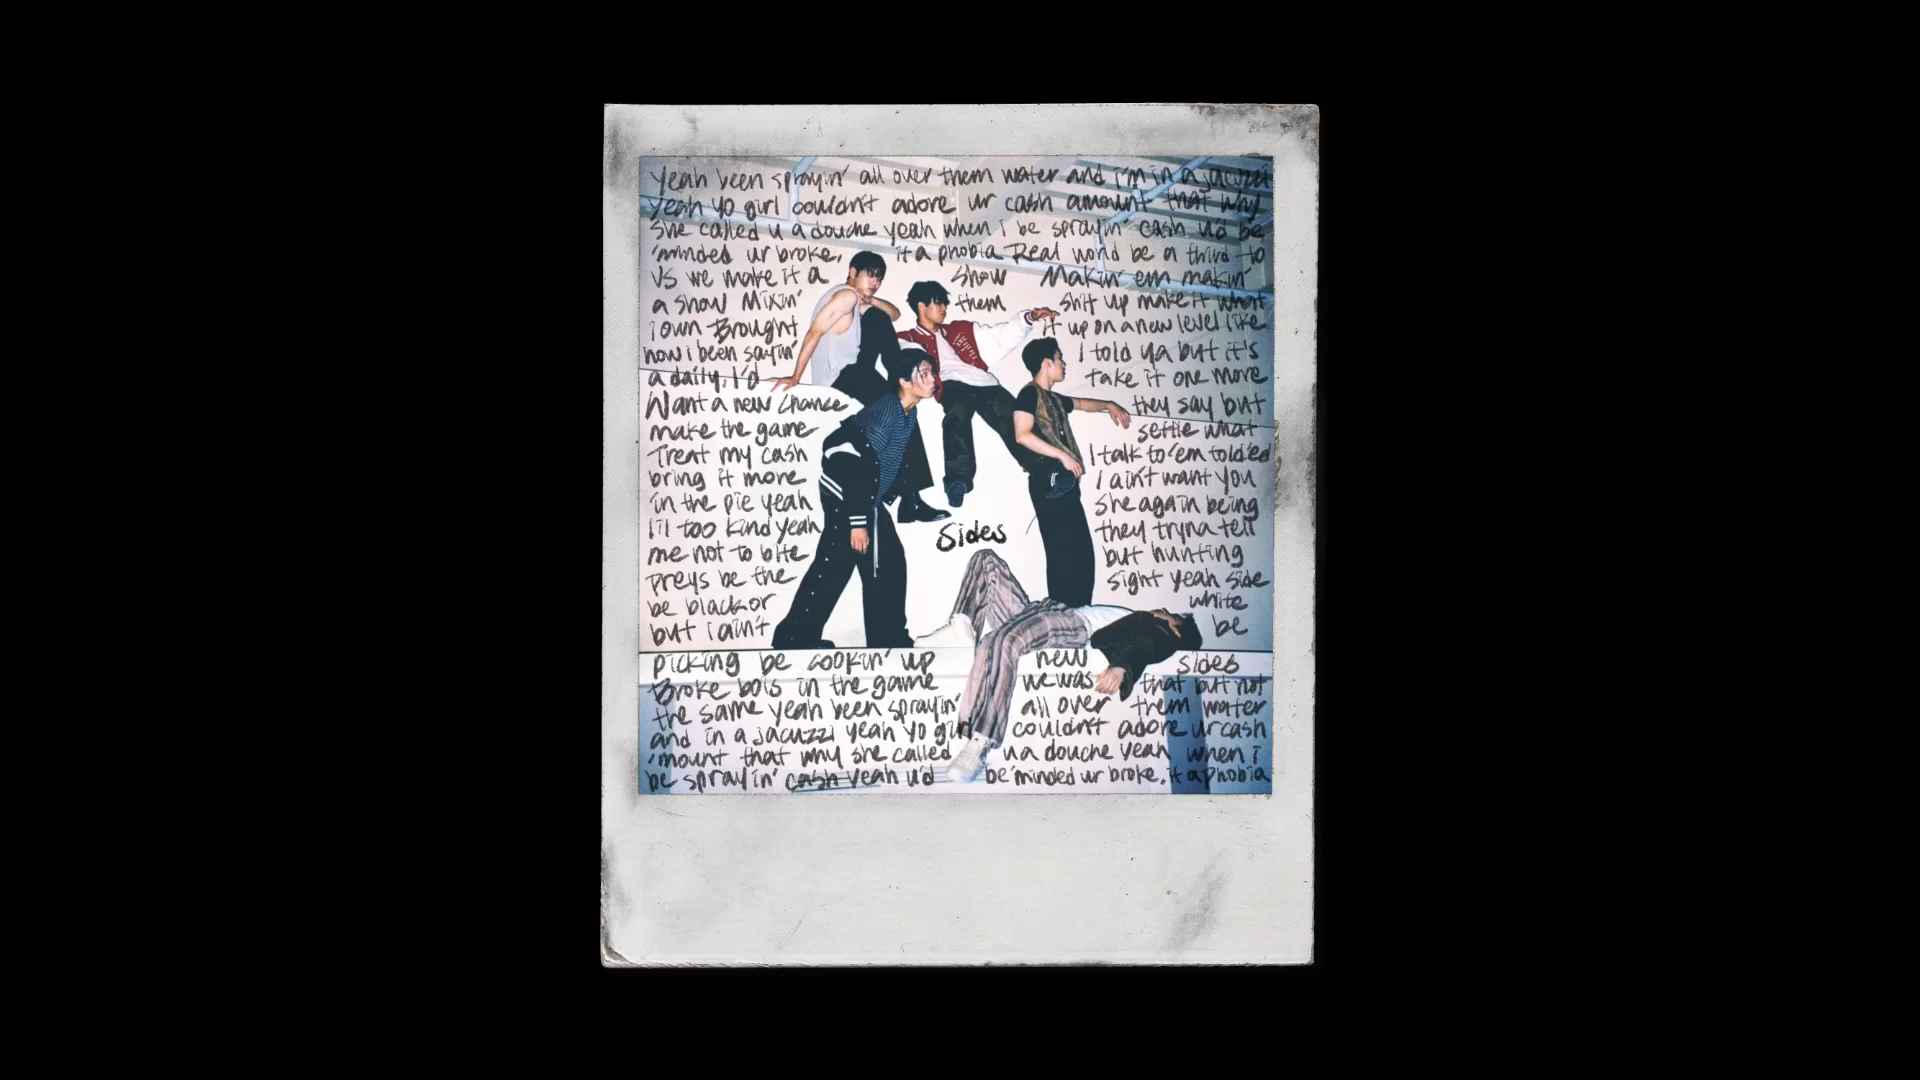 yeah been sprayin' all over them water and i'm in a jacuzzi
yeah yo girl couldn't adore ur cash amount that why
she called u a douche yeah when i be sprayin' cash u'd be
'minded ur broke, it a phobia Real world be a third to
vs we make it a show Makin' em makin'
a show Mixin' them shit up make it what
i own Brought it up on a new level like
how i been sayin' I told ya but it's
a daily, I'd take it one more
Want a new chance they say but
make the game settle what
Treat my cash I talk to 'em told'ed
bring it more I ain't want you
in the pie yeah she again being
lil too kind yeah they tryna tell
Sides
me not to bite but hunting
preys be the sight yeah side
be black or white
but i ain't be
picking be cookin' up new sides
Broke bois in the game we was that but not
the same yeah been sprayin' all over them water
and in a jacuzzi yeah yo girl couldn't adore ur cash
'mount that why she called u a douche yeah when i
be sprayin' cash yeah u'd be 'minded ur broke, it a phobia